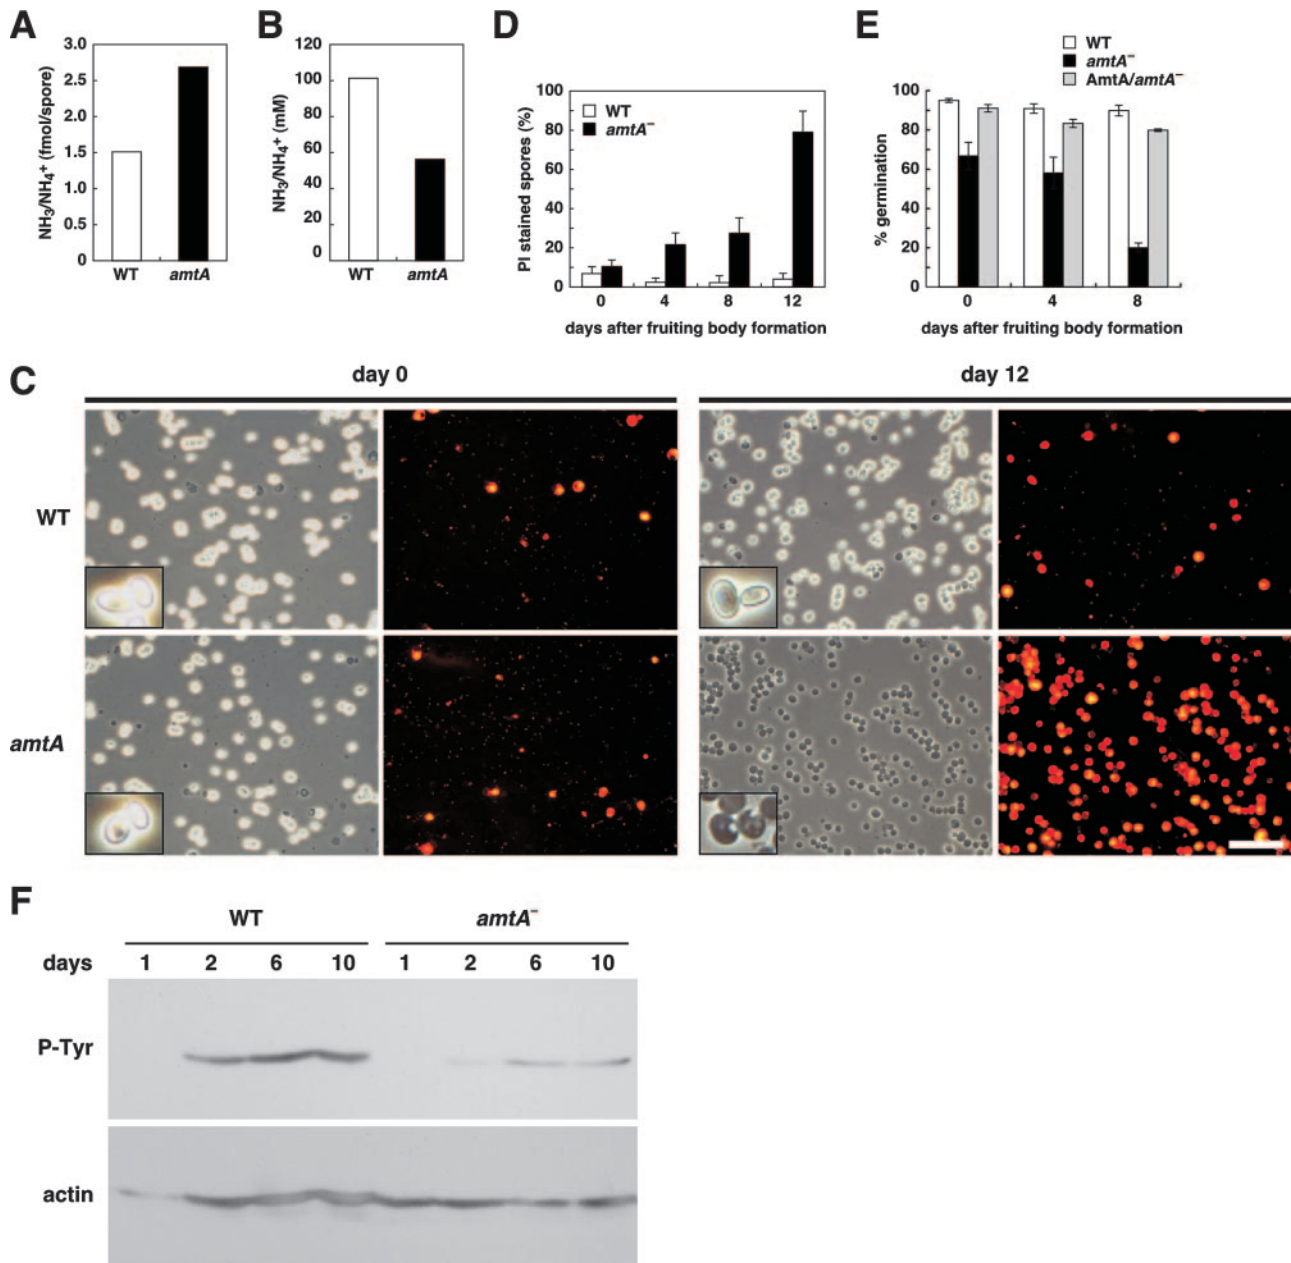 A
NH₃/NH₄⁺ (fmol/spore)
3.0
2.5
2.0
1.5
1.0
0.5
0
WT
amtA
B
NH₃/NH₄⁺ (mM)
120
100
80
60
40
20
0
WT
amtA
D
PI stained spores (%)
100
80
60
40
20
0
WT
amtA⁻
0
4
8
12
days after fruiting body formation
E
WT
amtA⁻
AmtA/amtA⁻
% germination
100
80
60
40
20
0
0
4
8
days after fruiting body formation
C
day 0
day 12
WT
amtA
F
WT
amtA⁻
days 1 2 6 10 1 2 6 10
P-Tyr
actin